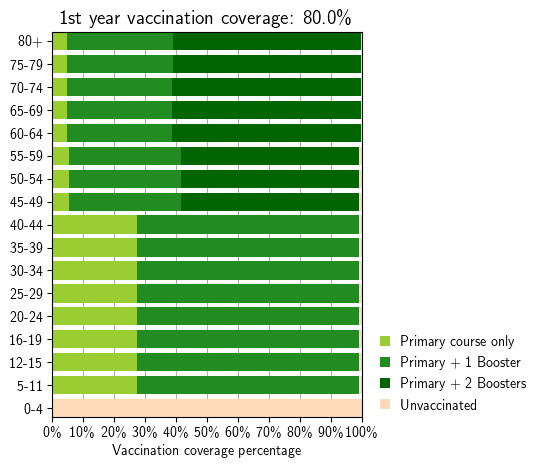 1st year vaccination coverage: 80.0%
80+
75-79
70-74
65-69
60-64
55-59
50-54
45-49
40-44
35-39
30-34
25-29
20-24
16-19
12-15
5-11
0-4
0% 10% 20% 30% 40% 50% 60% 70% 80% 90% 100%
Vaccination coverage percentage
Primary course only
Primary + 1 Booster
Primary + 2 Boosters
Unvaccinated